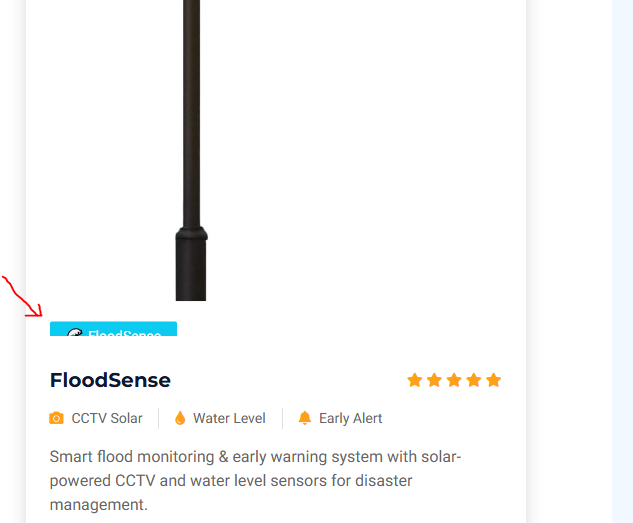 FloodSense
FloodSense
CCTV Solar
Water Level
Early Alert
Smart flood monitoring & early warning system with solar-
powered CCTV and water level sensors for disaster
management.